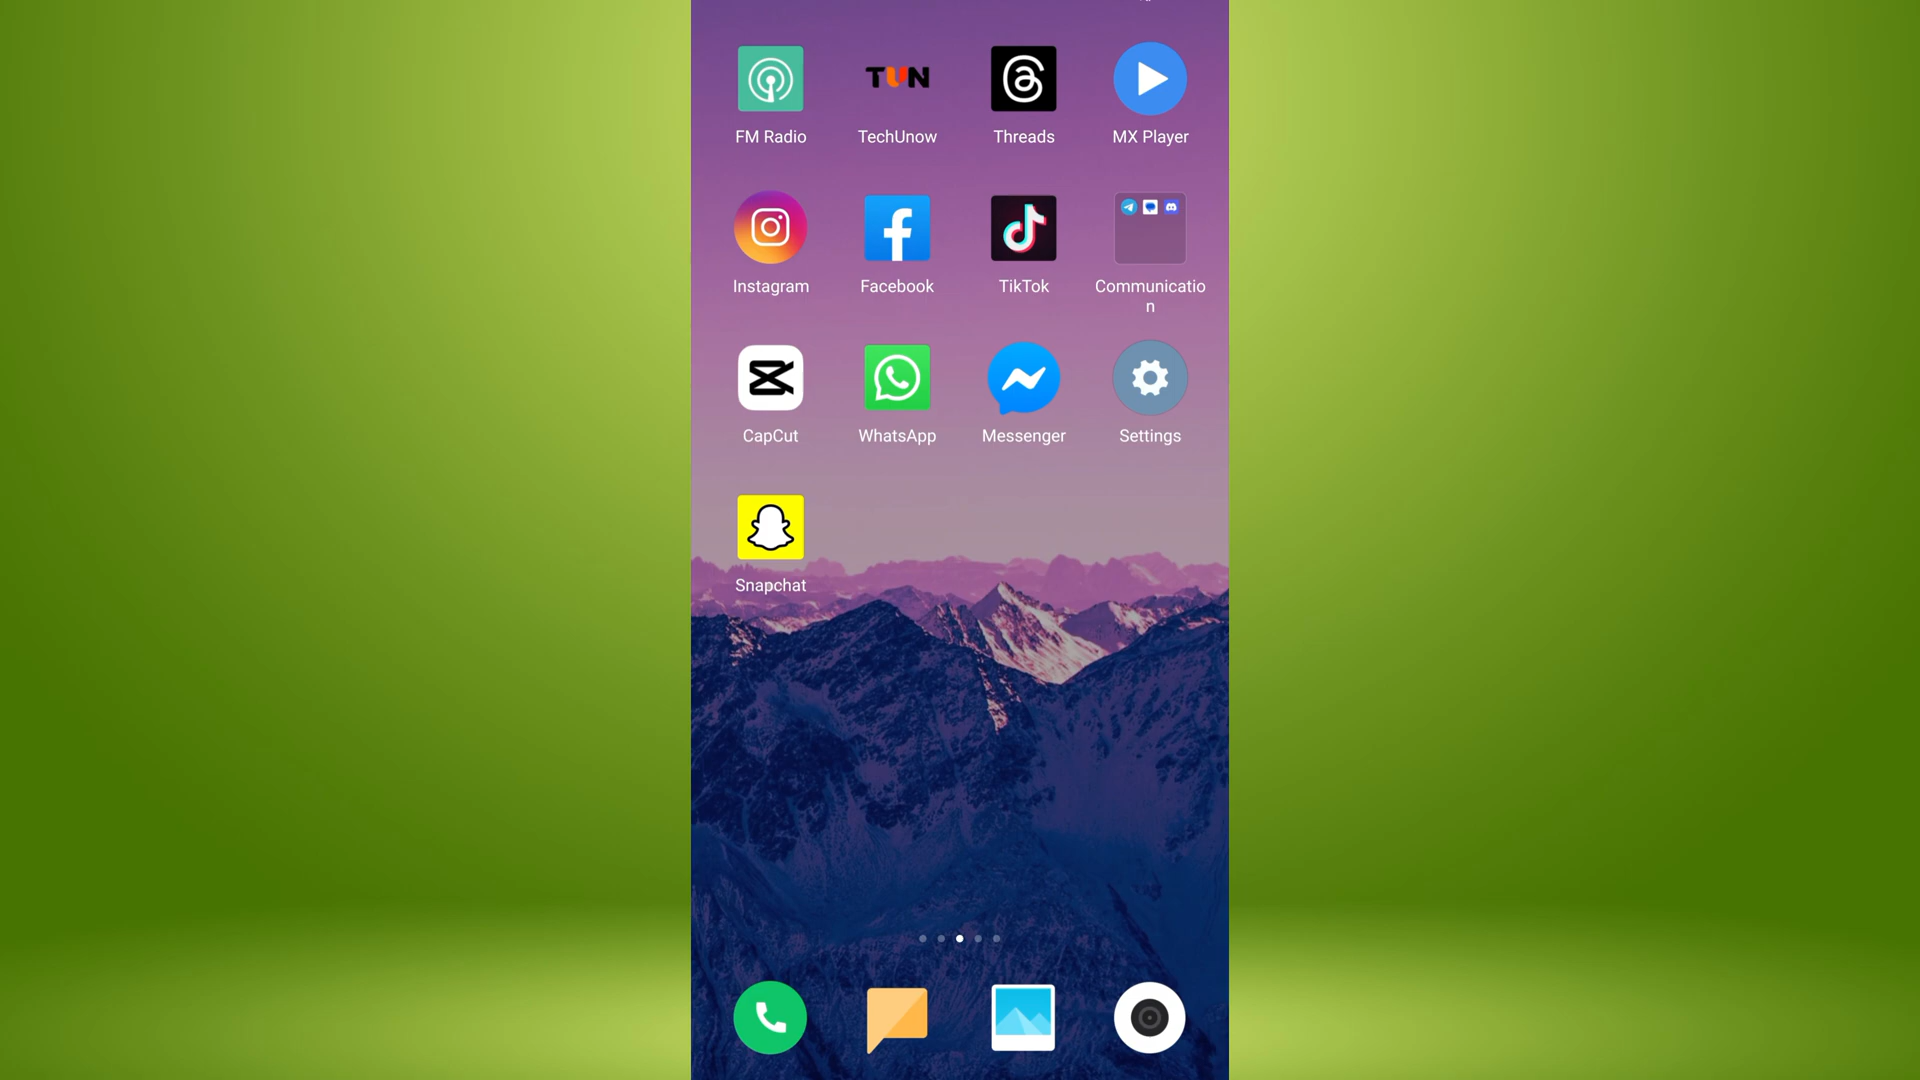 FM Radio
TUN
TechUnow
Threads
MX Player
Instagram
Facebook
TikTok
Communicatio
n
CapCut
WhatsApp
Messenger
Settings
Snapchat